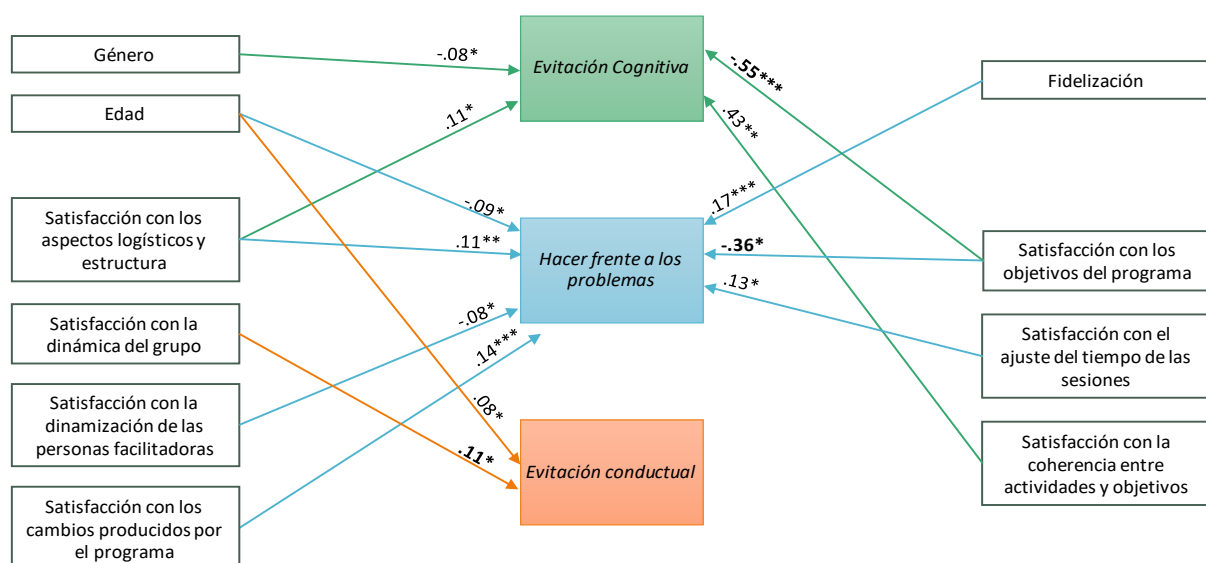 Género
Edad
Satisfacción con los
aspectos logísticos y
estructura
Satisfacción con la
dinámica del grupo
Satisfacción con la
dinamización de las
personas facilitadoras
Satisfacción con los
cambios producidos por
el programa
-.08*
.11*
-.09*
.11**
-.08*
.14***
.08*
.11*
Evitación Cognitiva
Hacer frente a los
problemas
Evitación conductual
-.55***
.43**
.17***
-.36*
.13*
Fidelización
Satisfacción con los
objetivos del programa
Satisfacción con el
ajuste del tiempo de las
sesiones
Satisfacción con la
coherencia entre
actividades y objetivos